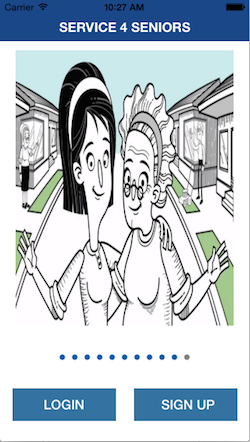 Carrier 10:27 AM
SERVICE 4 SENIORS
LOGIN SIGN UP